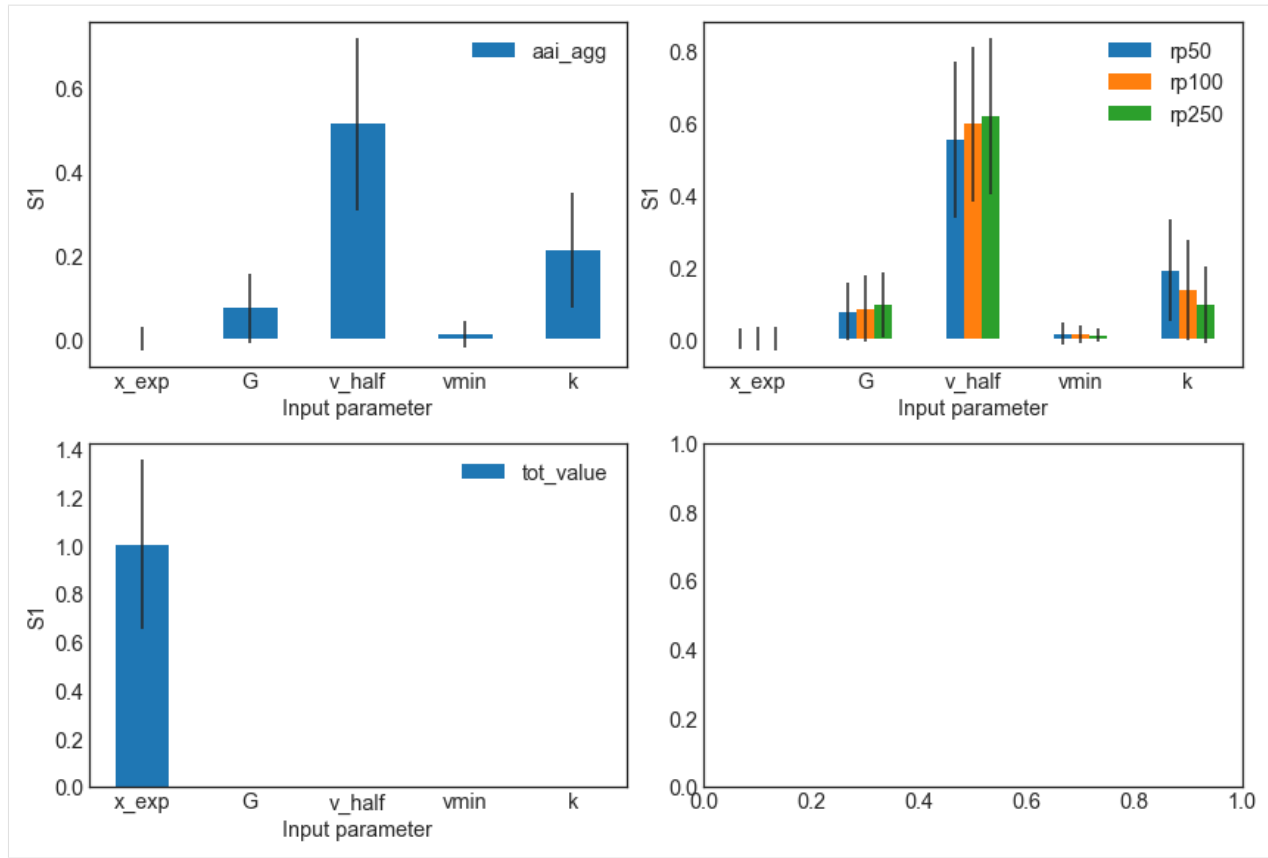 aai_agg
0.6
0.4
0.2
0.0
S1
x_exp G v_half vmin k
Input parameter
rp50
rp100
rp250
0.8
0.6
0.4
0.2
0.0
S1
x_exp G v_half vmin k
Input parameter
tot_value
1.4
1.2
1.0
0.8
0.6
0.4
0.2
0.0
S1
x_exp G v_half vmin k
Input parameter
1.0
0.8
0.6
0.4
0.2
0.0
0.0 0.2 0.4 0.6 0.8 1.0